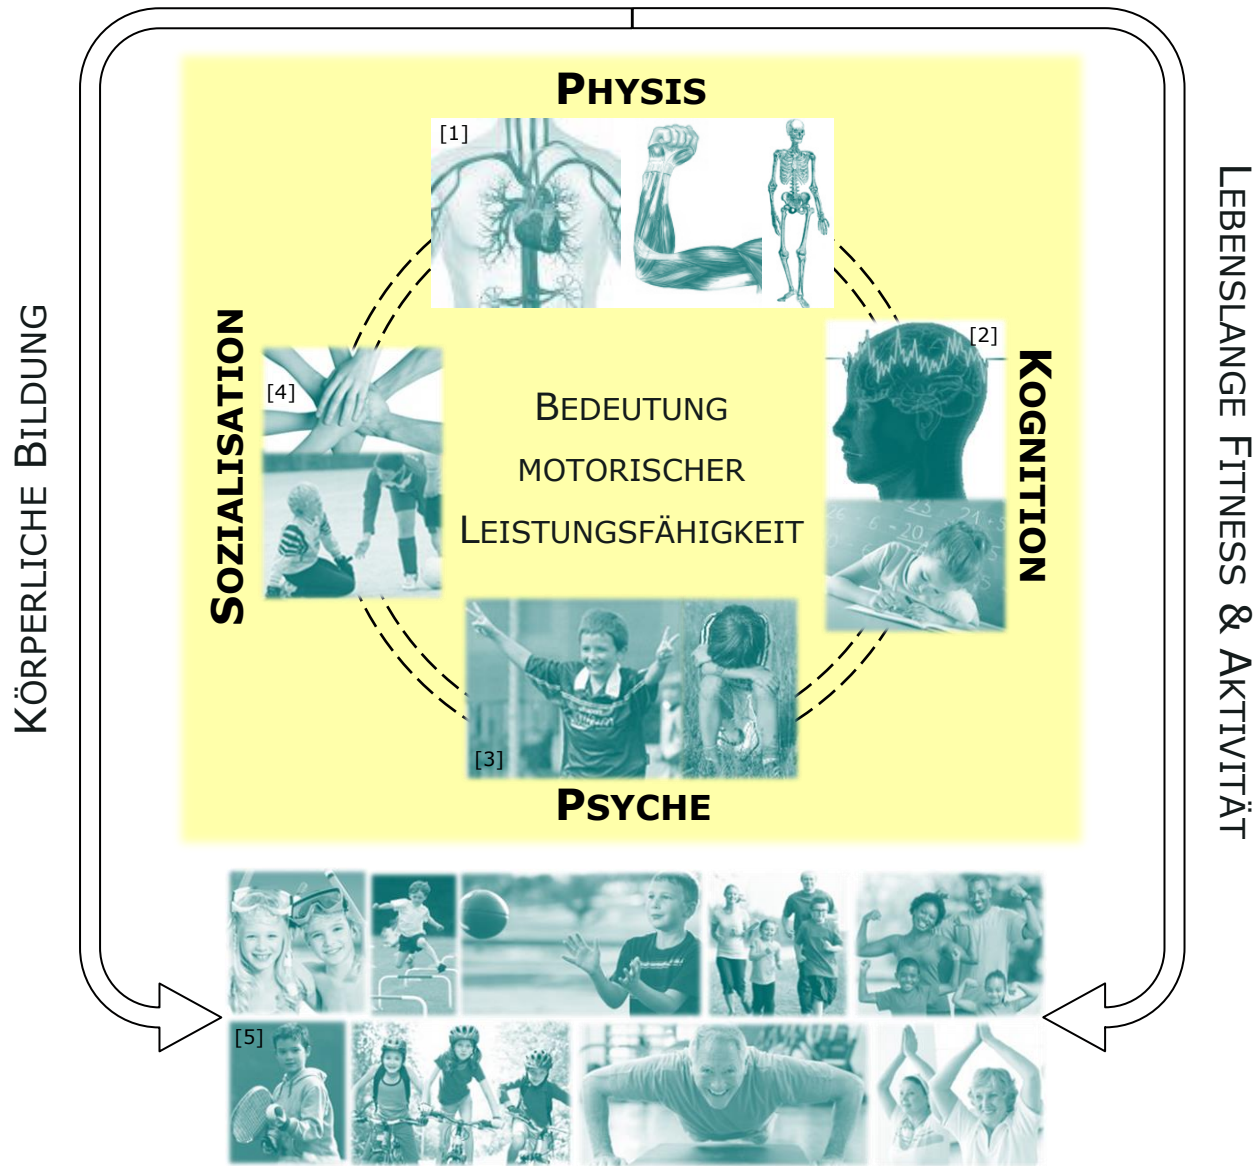 PHYSIS
[1]
[2]
KOGNITION
SOZIALISATION
[4]
BEDEUTUNG
MOTORISCHER
LEISTUNGSFÄHIGKEIT
[3]
PSYCHE
KÖRPERLICHE BILDUNG
LEBENSLANGE FITNESS & AKTIVITÄT
[5]